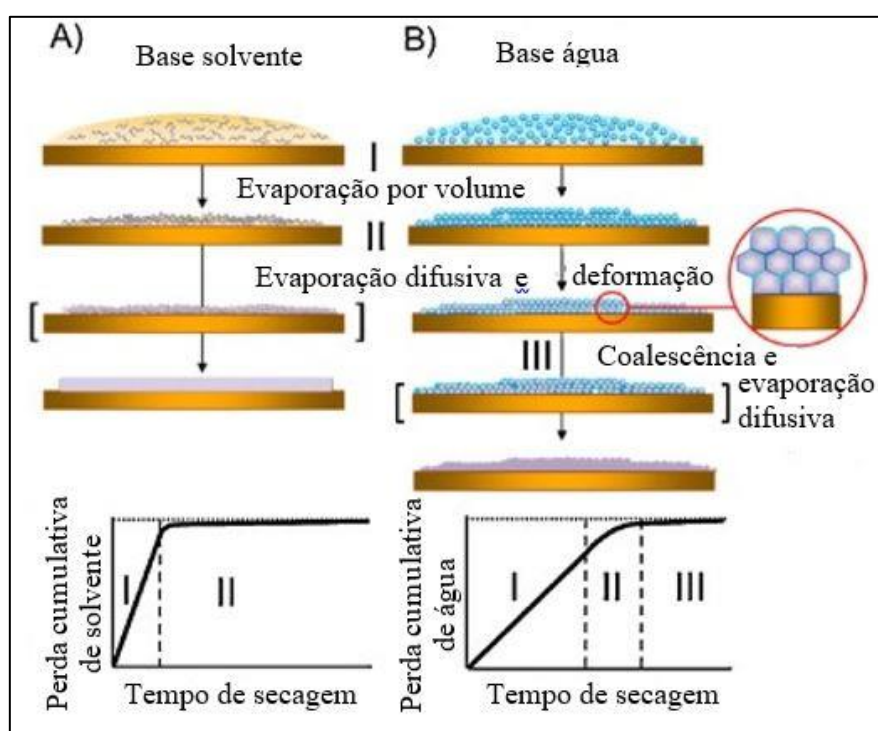 A)
Base solvente
B)
Base água
I
Evaporação por volume
II
Evaporação difusiva e deformação
III
Coalescência e
evaporação
difusiva
Perda cumulativa
de solvente
I
II
Tempo de secagem
Perda cumulativa
de água
I
II
III
Tempo de secagem